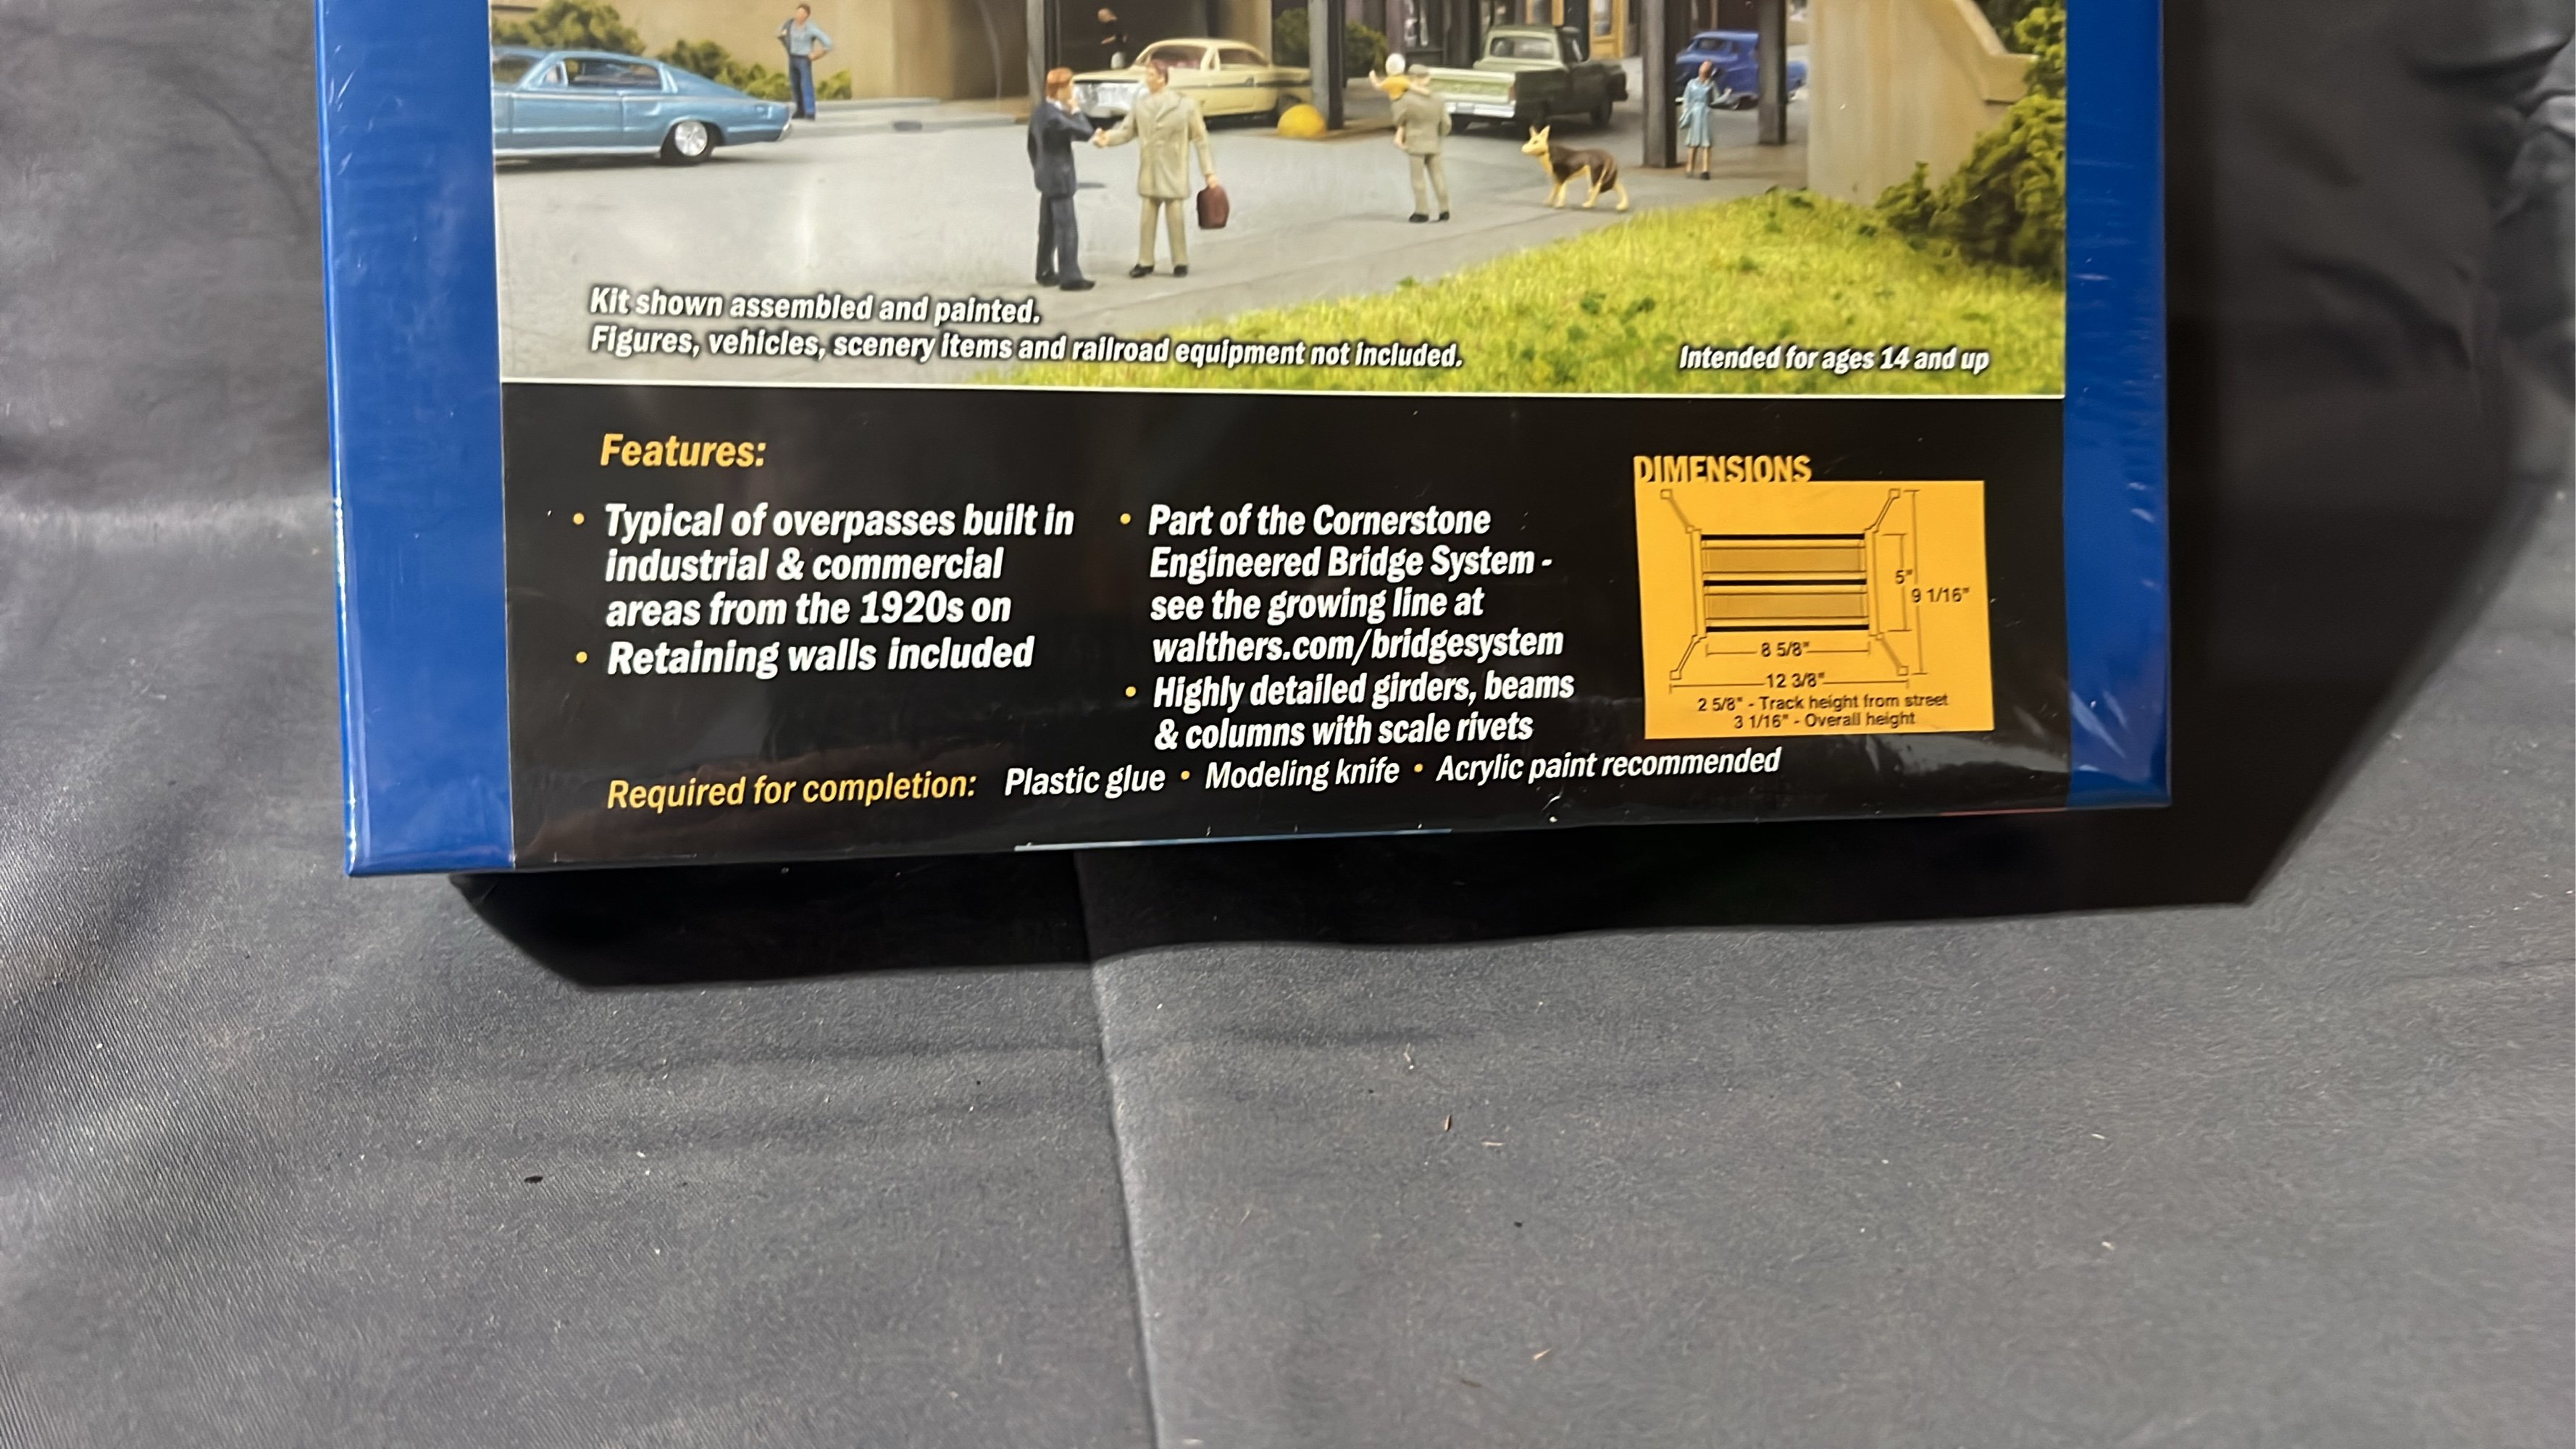 Kit shown assembled and painted.
Figures, vehicles, scenery items and railroad equipment not included.
Intended for ages 14 and up
Features:
• Typical of overpasses built in
industrial & commercial
areas from the 1920s on
• Retaining walls included
• Part of the Cornerstone
Engineered Bridge System -
see the growing line at
walthers.com/bridgesystem
• Highly detailed girders, beams
& columns with scale rivets
DIMENSIONS
5"
9 1/16"
8 5/8"
12 3/8"
2 5/8" - Track height from street
3 1/16" - Overall height
Required for completion: Plastic glue • Modeling knife • Acrylic paint recommended